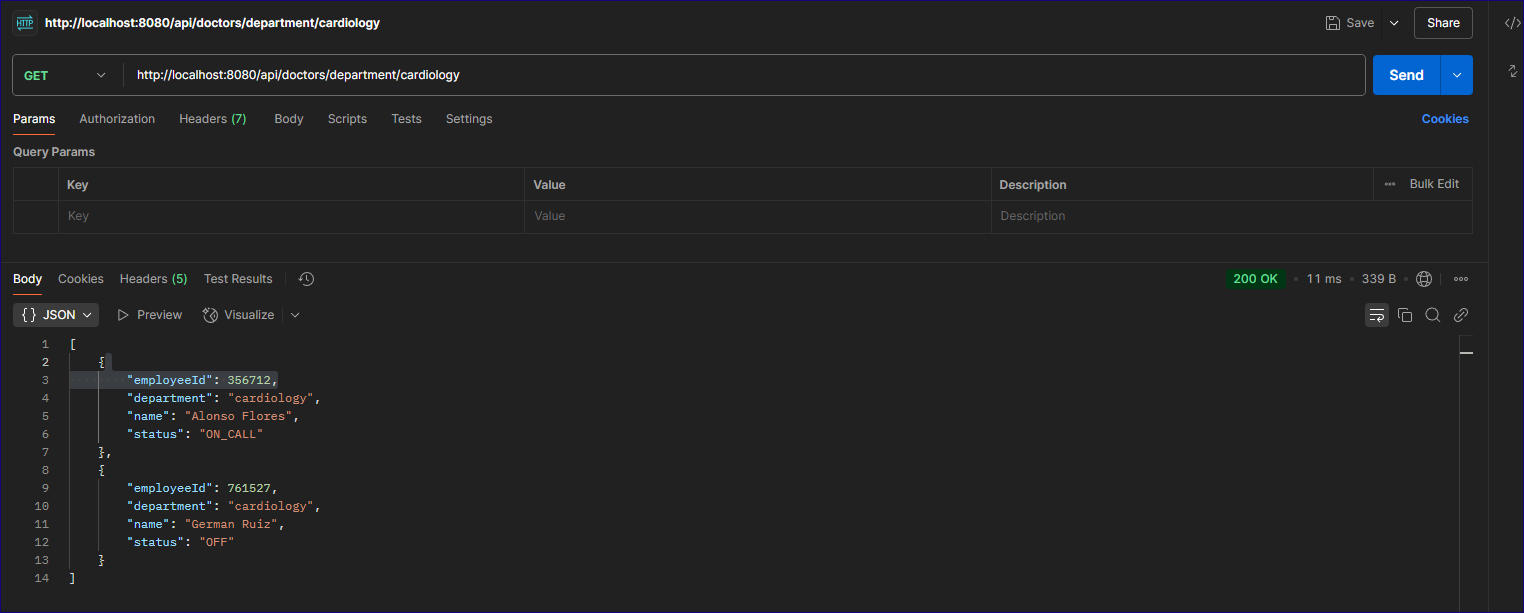 HTTP http://localhost:8080/api/doctors/department/cardiology Save Share
GET http://localhost:8080/api/doctors/department/cardiology Send
Params Authorization Headers (7) Body Scripts Tests Settings Cookies
Query Params
Key Value Description Bulk Edit
Key Value Description
Body Cookies Headers (5) Test Results 200 OK 11 ms 339 B
{} JSON Preview Visualize
1 [
2 {
3 "employeeId": 356712,
4 "department": "cardiology",
5 "name": "Alonso Flores",
6 "status": "ON_CALL"
7 },
8 {
9 "employeeId": 761527,
10 "department": "cardiology",
11 "name": "German Ruiz",
12 "status": "OFF"
13 }
14 ]